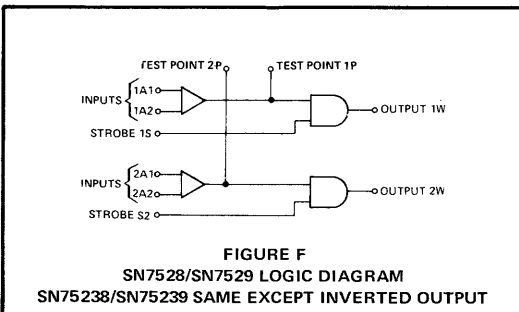 TEST POINT 2P
TEST POINT 1P
INPUTS
1A1
1A2
OUTPUT 1W
STROBE 1S
INPUTS
2A1
2A2
OUTPUT 2W
STROBE S2
FIGURE F
SN7528/SN7529 LOGIC DIAGRAM
SN75238/SN75239 SAME EXCEPT INVERTED OUTPUT